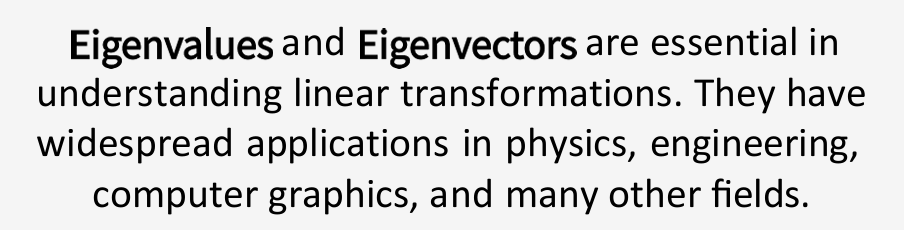 Eigenvalues and Eigenvectors are essential in
understanding linear transformations. They have
widespread applications in physics, engineering,
computer graphics, and many other fields.